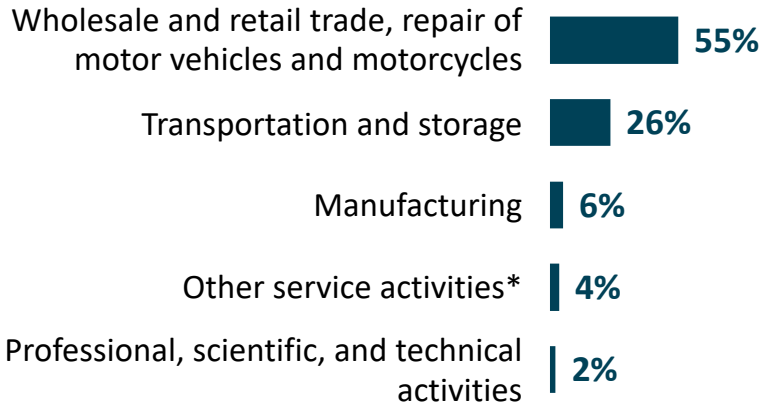 Wholesale and retail trade, repair of
motor vehicles and motorcycles
55%
Transportation and storage
26%
Manufacturing
6%
Other service activities*
4%
Professional, scientific, and technical
activities
2%